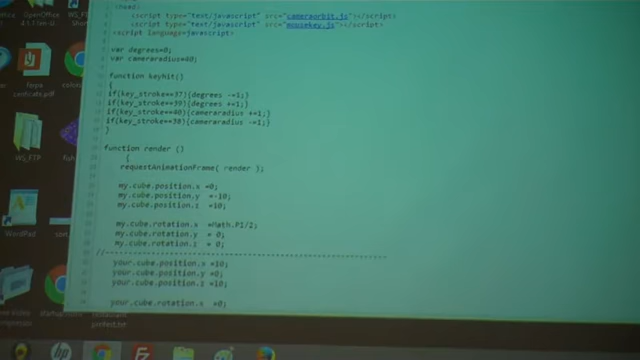 <head>
<script type="text/javascript" src="cameraorbit.js"></script>
<script type="text/javascript" src="mousekey.js"></script>
<script language=javascript>
var degrees=0;
var cameraradius=40;
function keyhit()
{
if(key_stroke==37){degrees -=1;}
if(key_stroke==39){degrees +=1;}
if(key_stroke==40){cameraradius +=1;}
if(key_stroke==38){cameraradius -=1;}
}
function render ()
{
requestAnimationFrame( render );
my.cube.position.x =0;
my.cube.position.y =-10;
my.cube.position.z =10;
my.cube.rotation.x =Math.PI/2;
my.cube.rotation.y = 0;
my.cube.rotation.z = 0;
//--------------------------------------------------
your.cube.position.x =10;
your.cube.position.y =0;
your.cube.position.z =10;
your.cube.rotation.x =0;
OpenOffice
WS_FTP
WordPad
hp